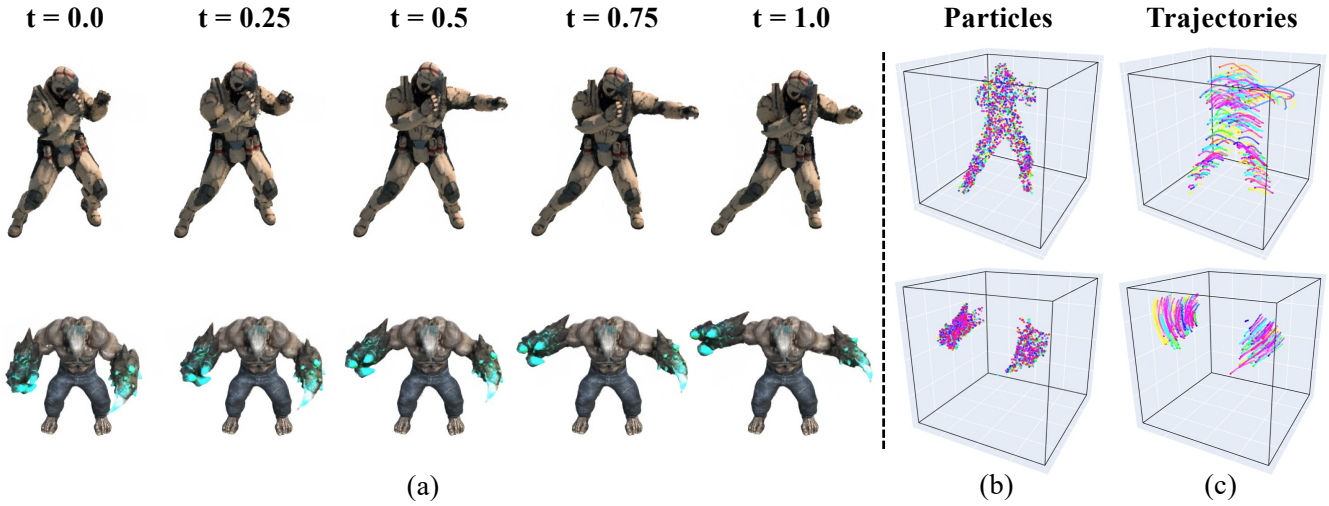 t = 0.0 t = 0.25 t = 0.5 t = 0.75 t = 1.0 Particles Trajectories
(a) (b) (c)